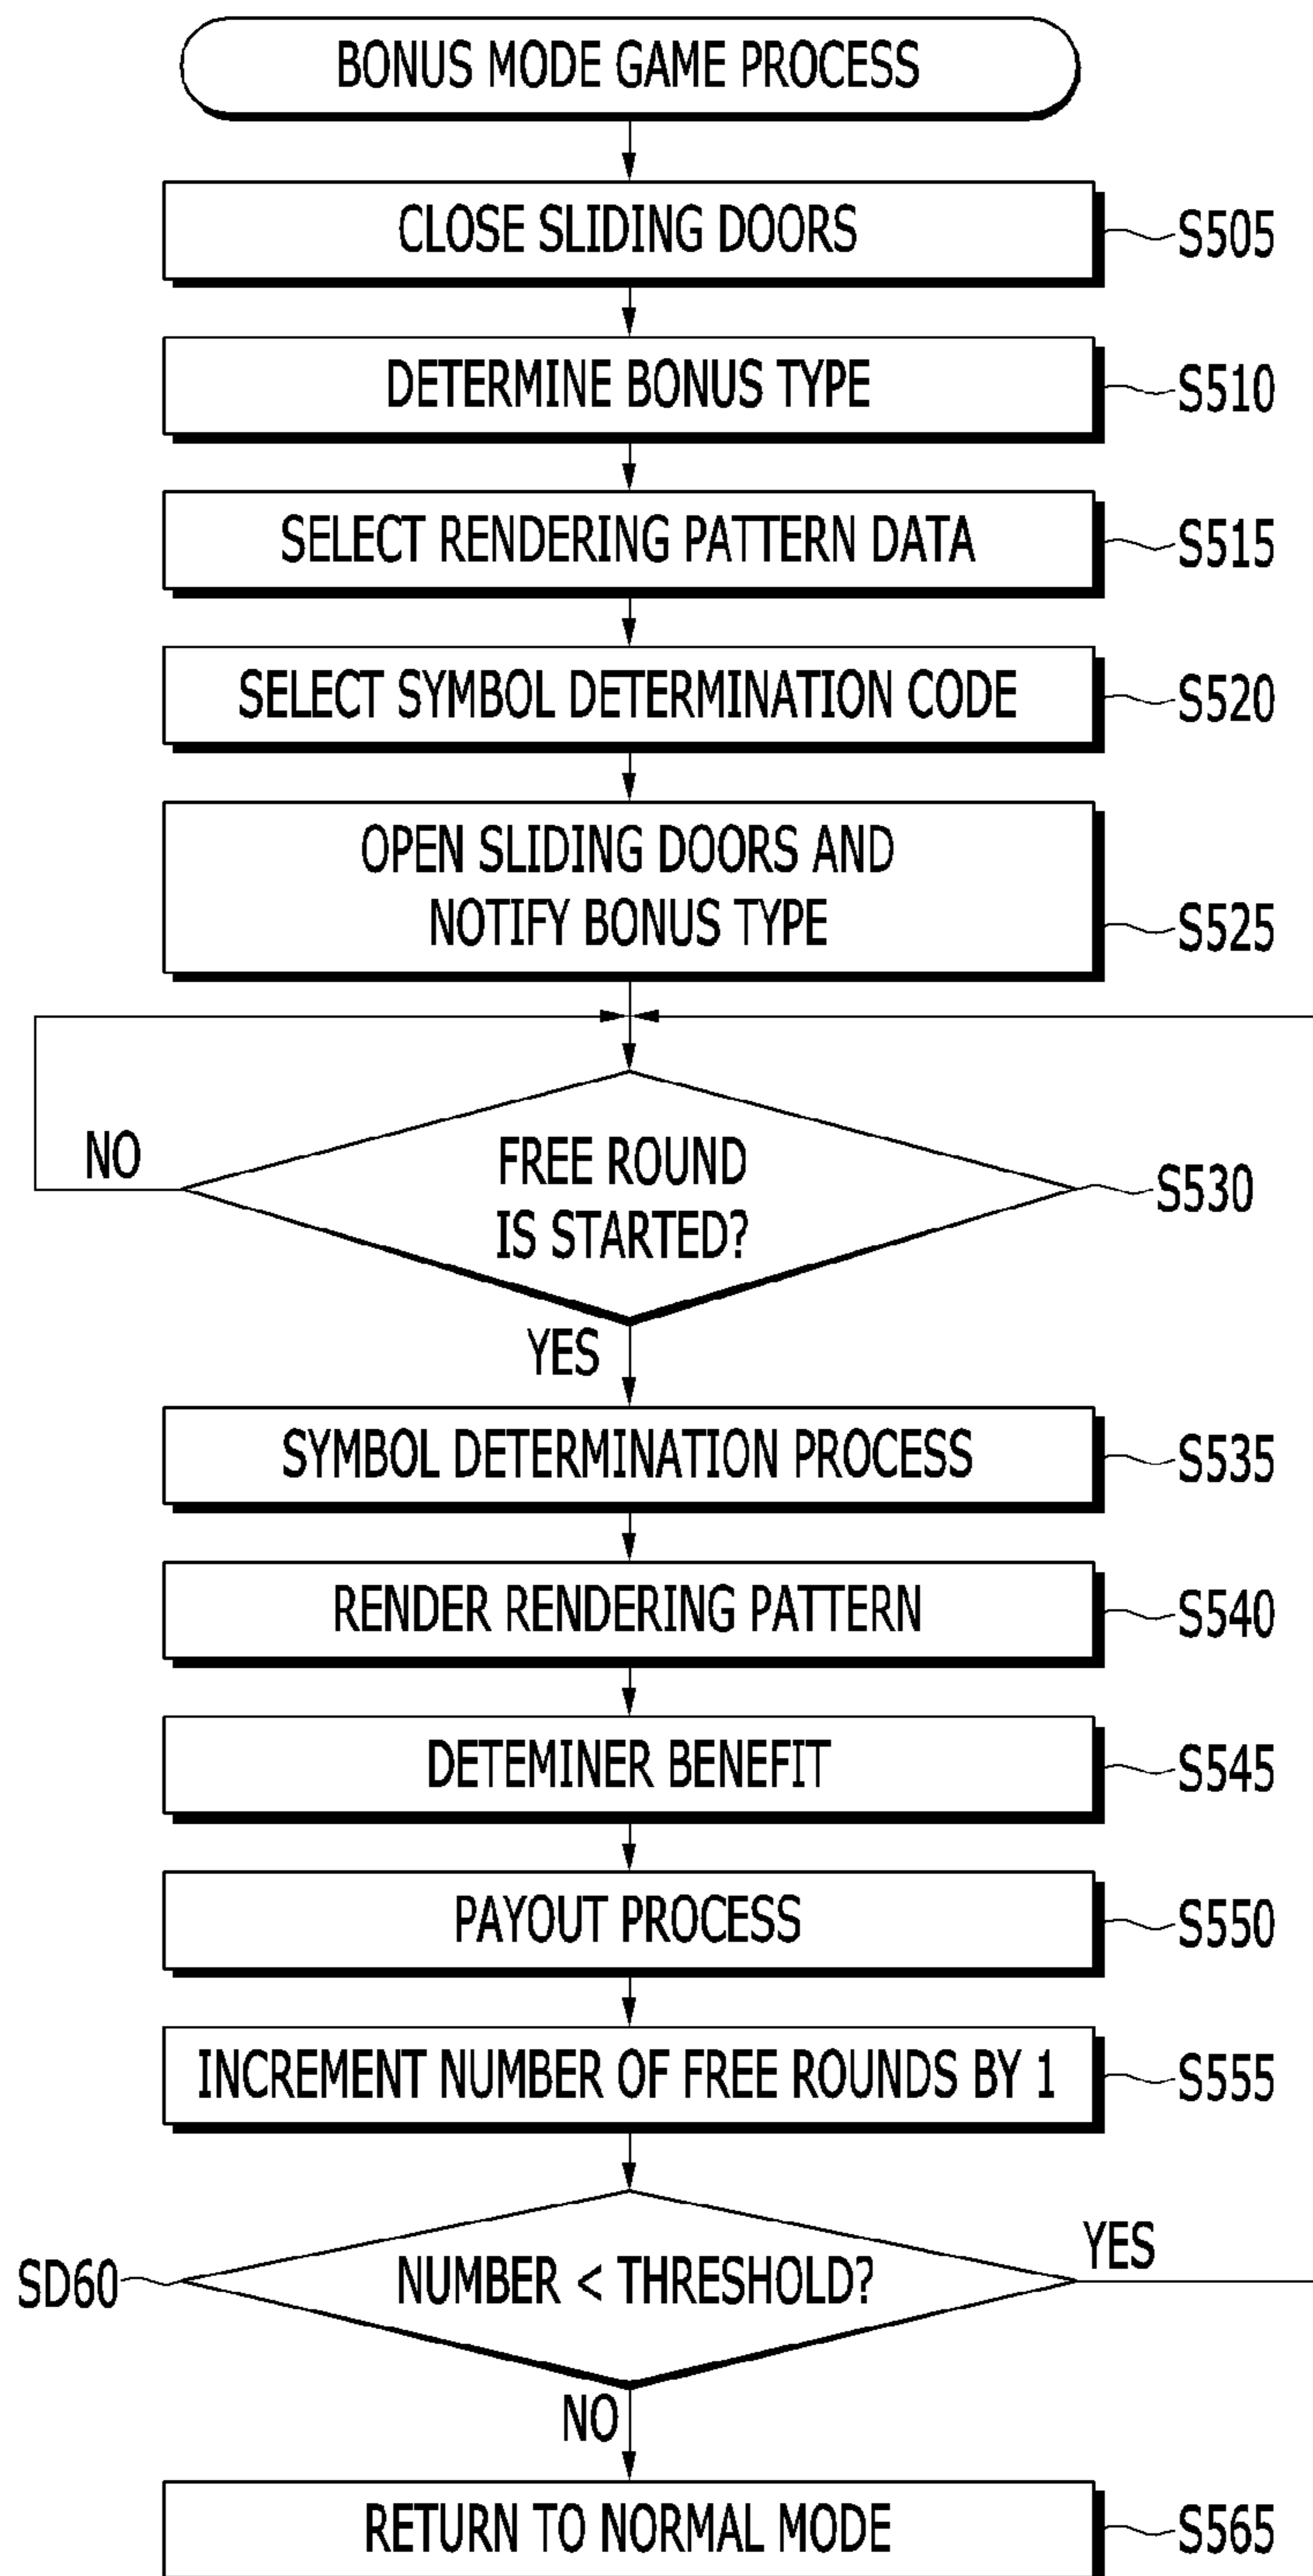 BONUS MODE GAME PROCESS
CLOSE SLIDING DOORS
S505
DETERMINE BONUS TYPE
S510
SELECT RENDERING PATTERN DATA
S515
SELECT SYMBOL DETERMINATION CODE
S520
OPEN SLIDING DOORS AND
NOTIFY BONUS TYPE
S525
NO
FREE ROUND
IS STARTED?
S530
YES
SYMBOL DETERMINATION PROCESS
S535
RENDER RENDERING PATTERN
S540
DETEMINER BENEFIT
S545
PAYOUT PROCESS
S550
INCREMENT NUMBER OF FREE ROUNDS BY 1
S555
SD60
NUMBER < THRESHOLD?
YES
NO
RETURN TO NORMAL MODE
S565